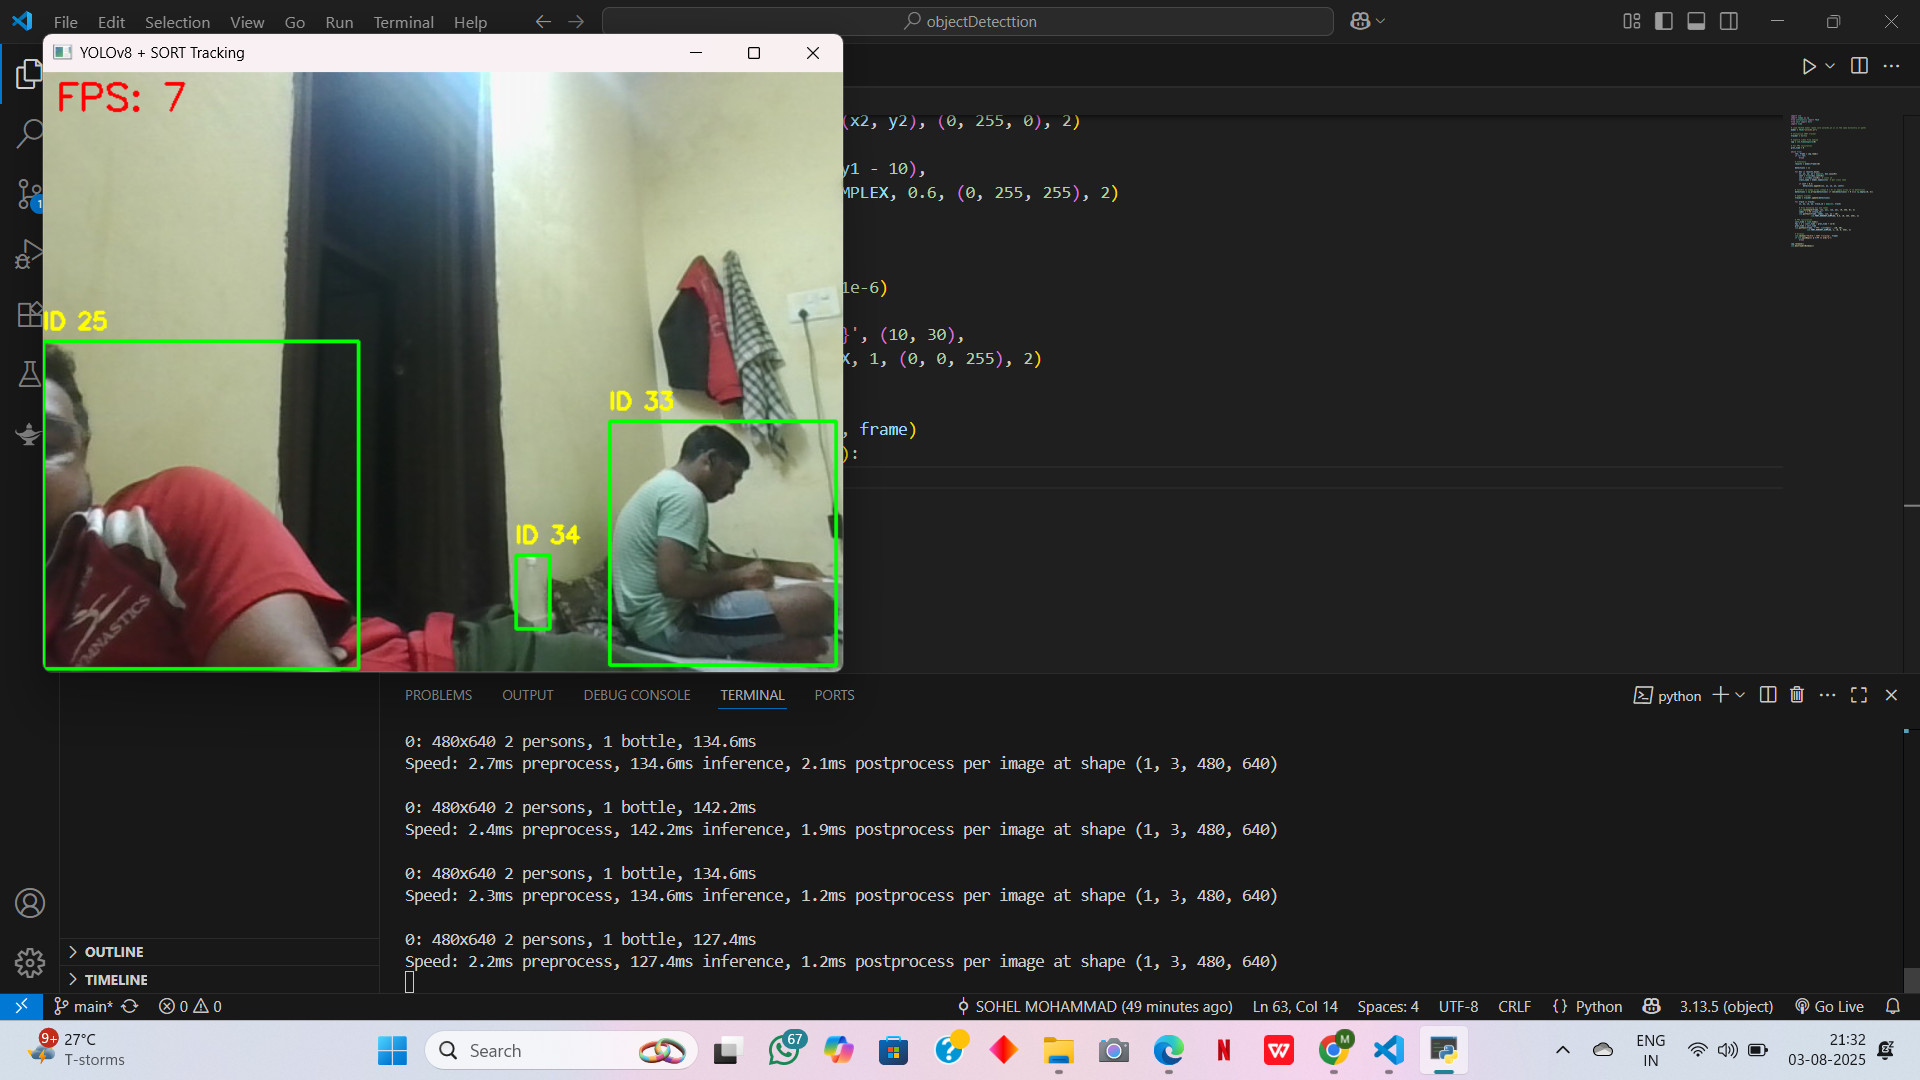 File Edit Selection View Go Run Terminal Help
objectDetecttion
YOLOv8 + SORT Tracking
FPS: 7
ID 25
ID 33
ID 34
GYMNASTICS
(x2, y2), (0, 255, 0), 2)
y1 - 10),
MPLEX, 0.6, (0, 255, 255), 2)
1e-6)
}', (10, 30),
X, 1, (0, 0, 255), 2)
, frame)
):
1
PROBLEMS OUTPUT DEBUG CONSOLE TERMINAL PORTS
python
0: 480x640 2 persons, 1 bottle, 134.6ms
Speed: 2.7ms preprocess, 134.6ms inference, 2.1ms postprocess per image at shape (1, 3, 480, 640)
0: 480x640 2 persons, 1 bottle, 142.2ms
Speed: 2.4ms preprocess, 142.2ms inference, 1.9ms postprocess per image at shape (1, 3, 480, 640)
0: 480x640 2 persons, 1 bottle, 134.6ms
Speed: 2.3ms preprocess, 134.6ms inference, 1.2ms postprocess per image at shape (1, 3, 480, 640)
0: 480x640 2 persons, 1 bottle, 127.4ms
Speed: 2.2ms preprocess, 127.4ms inference, 1.2ms postprocess per image at shape (1, 3, 480, 640)
OUTLINE
TIMELINE
main* 0 0 SOHEL MOHAMMAD (49 minutes ago) Ln 63, Col 14 Spaces: 4 UTF-8 CRLF {} Python 3.13.5 (object) Go Live
9+ 27°C
T-storms
Search
67
M
ENG
IN
21:32
03-08-2025